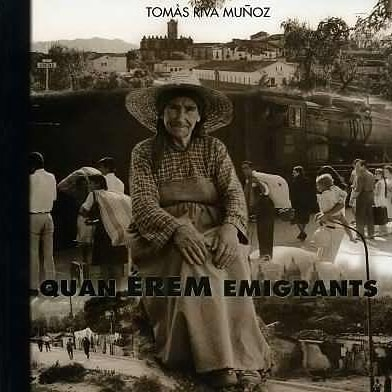 TOMÀS RIVA MUÑOZ
QUAN ÉREM EMIGRANTS